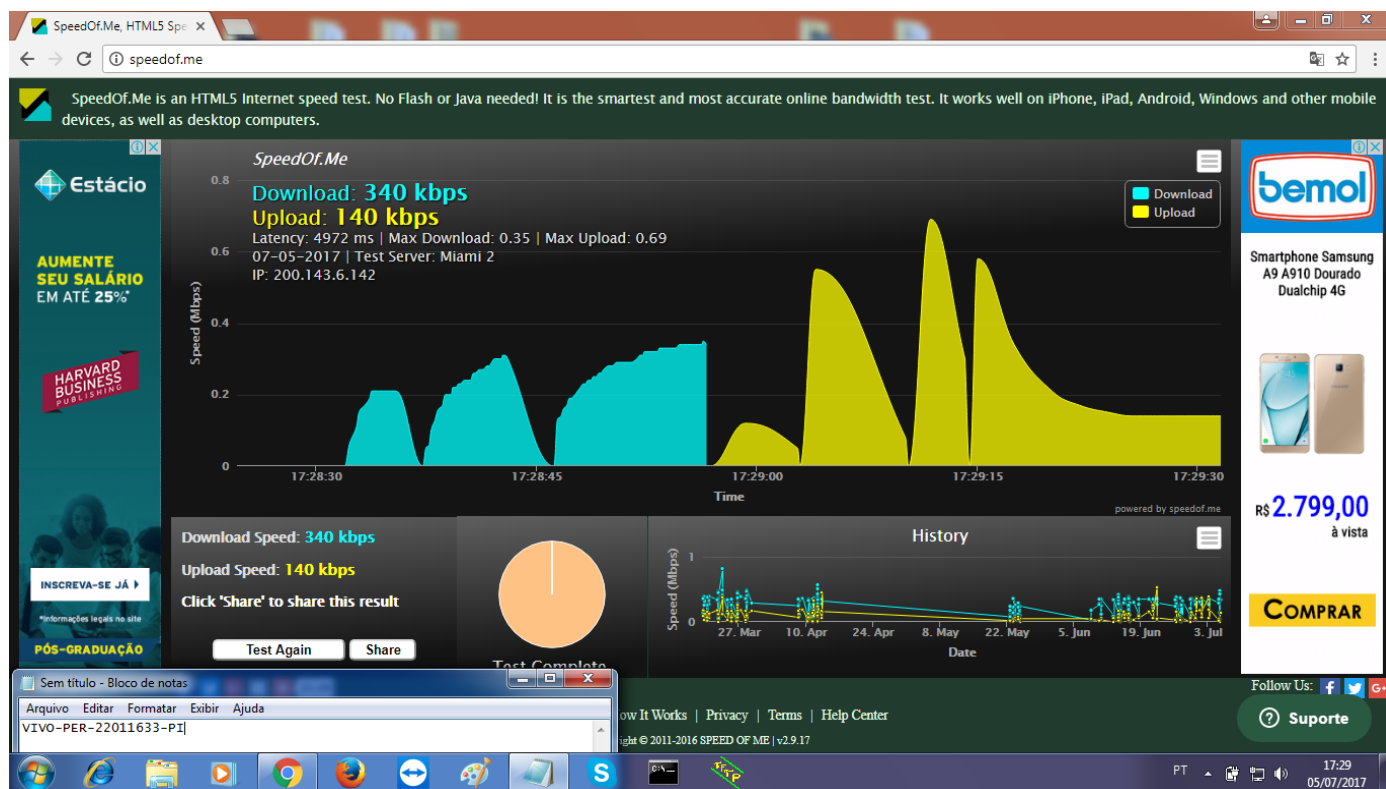 SpeedOf.Me, HTML5 Spe
speedof.me
SpeedOf.Me is an HTML5 Internet speed test. No Flash or Java needed! It is the smartest and most accurate online bandwidth test. It works well on iPhone, iPad, Android, Windows and other mobile
devices, as well as desktop computers.
Estácio
AUMENTE
SEU SALÁRIO
EM ATÉ 25%*
HARVARD
BUSINESS
PUBLISHING
INSCREVA-SE JÁ
*Informações legais no site
PÓS-GRADUAÇÃO
SpeedOf.Me
Download: 340 kbps
Upload: 140 kbps
Latency: 4972 ms | Max Download: 0.35 | Max Upload: 0.69
07-05-2017 | Test Server: Miami 2
IP: 200.143.6.142
Download
Upload
Speed (Mbps)
0.8
0.6
0.4
0.2
0
17:28:30 17:28:45 17:29:00 17:29:15 17:29:30
Time
powered by speedof.me
Download Speed: 340 kbps
Upload Speed: 140 kbps
Click 'Share' to share this result
Test Again Share
Test Complete
History
Speed (Mbps)
1
0
27. Mar 10. Apr 24. Apr 8. May 22. May 5. Jun 19. Jun 3. Jul
Date
bemol
Smartphone Samsung
A9 A910 Dourado
Dualchip 4G
R$ 2.799,00
à vista
COMPRAR
Follow Us:
Suporte
ow It Works | Privacy | Terms | Help Center
ight © 2011-2016 SPEED OF ME | v2.9.17
Sem título - Bloco de notas
Arquivo Editar Formatar Exibir Ajuda
VIVO-PER-22011633-PI
PT
17:29
05/07/2017